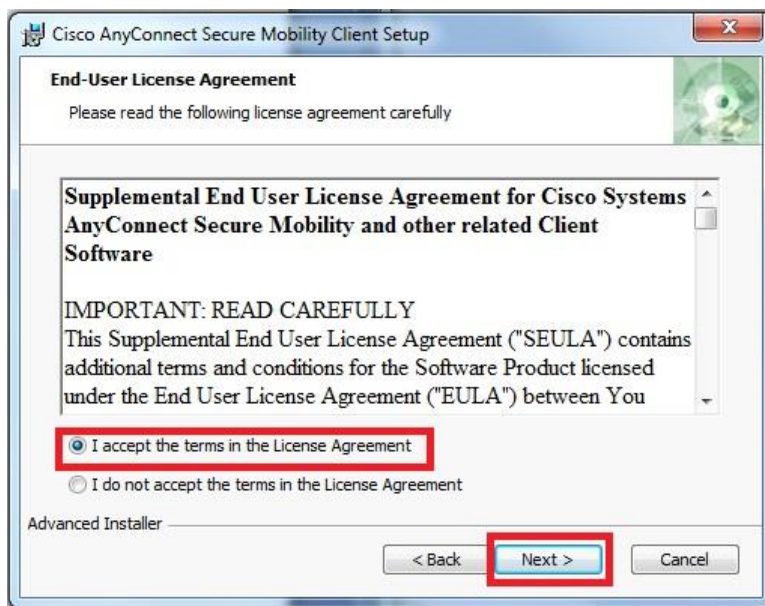 Cisco AnyConnect Secure Mobility Client Setup
End-User License Agreement
Please read the following license agreement carefully
Supplemental End User License Agreement for Cisco Systems
AnyConnect Secure Mobility and other related Client
Software
IMPORTANT: READ CAREFULLY
This Supplemental End User License Agreement ("SEULA") contains
additional terms and conditions for the Software Product licensed
under the End User License Agreement ("EULA") between You
I accept the terms in the License Agreement
I do not accept the terms in the License Agreement
Advanced Installer
< Back Next > Cancel